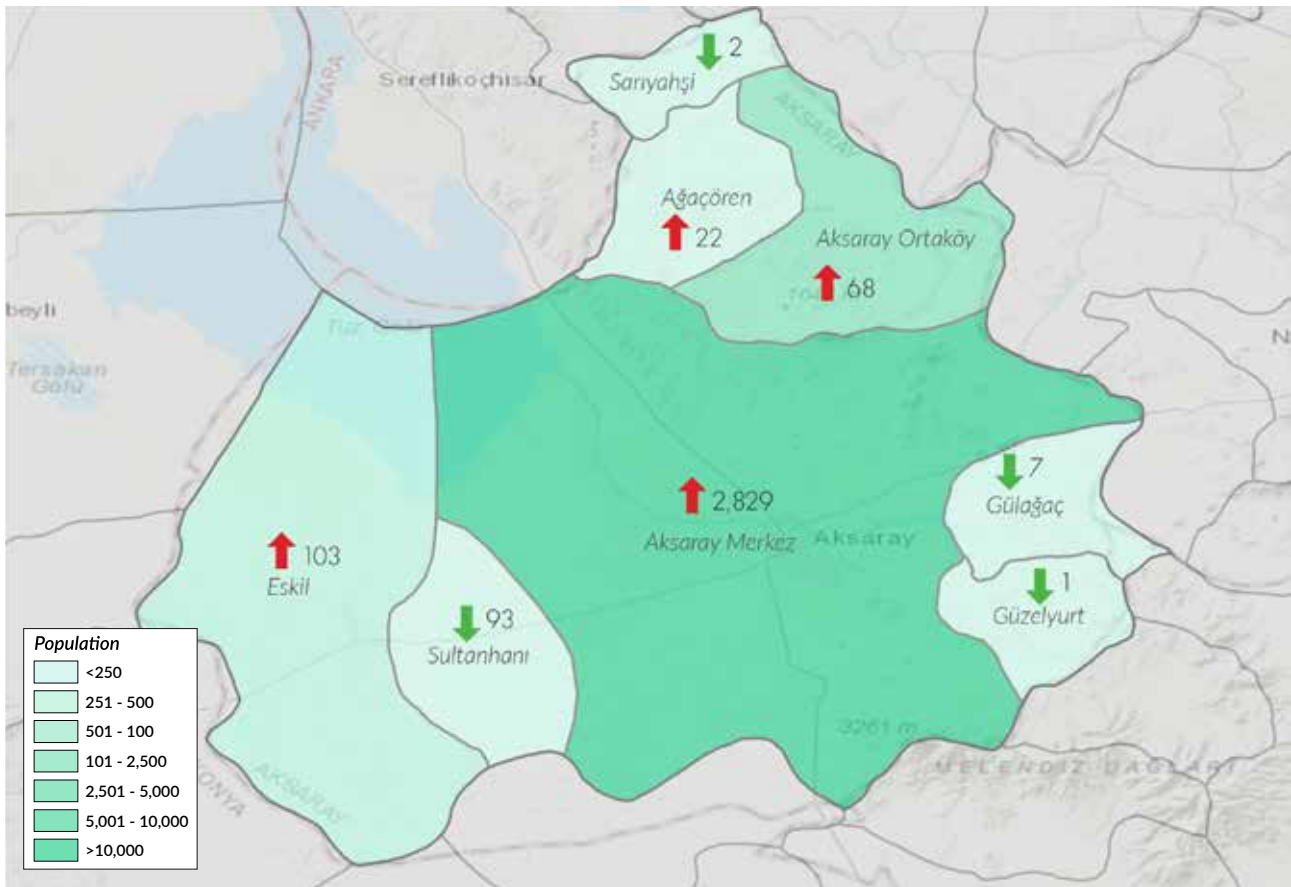 Sereflikoçhisar
ANKARA
2
Sarıyahşi
AKSARAY
Ağaçören
22
Aksaray Ortaköy
68
beyli
Tersakan
Gölü
2,829
Aksaray Merkez
Aksaray
7
Gülağaç
1
Güzelyurt
103
Eskil
93
Sultanhanı
3261 m
MELENDIZ DAGLARI
KONYA
AKSARAY
Population
<250
251 - 500
501 - 100
101 - 2,500
2,501 - 5,000
5,001 - 10,000
>10,000